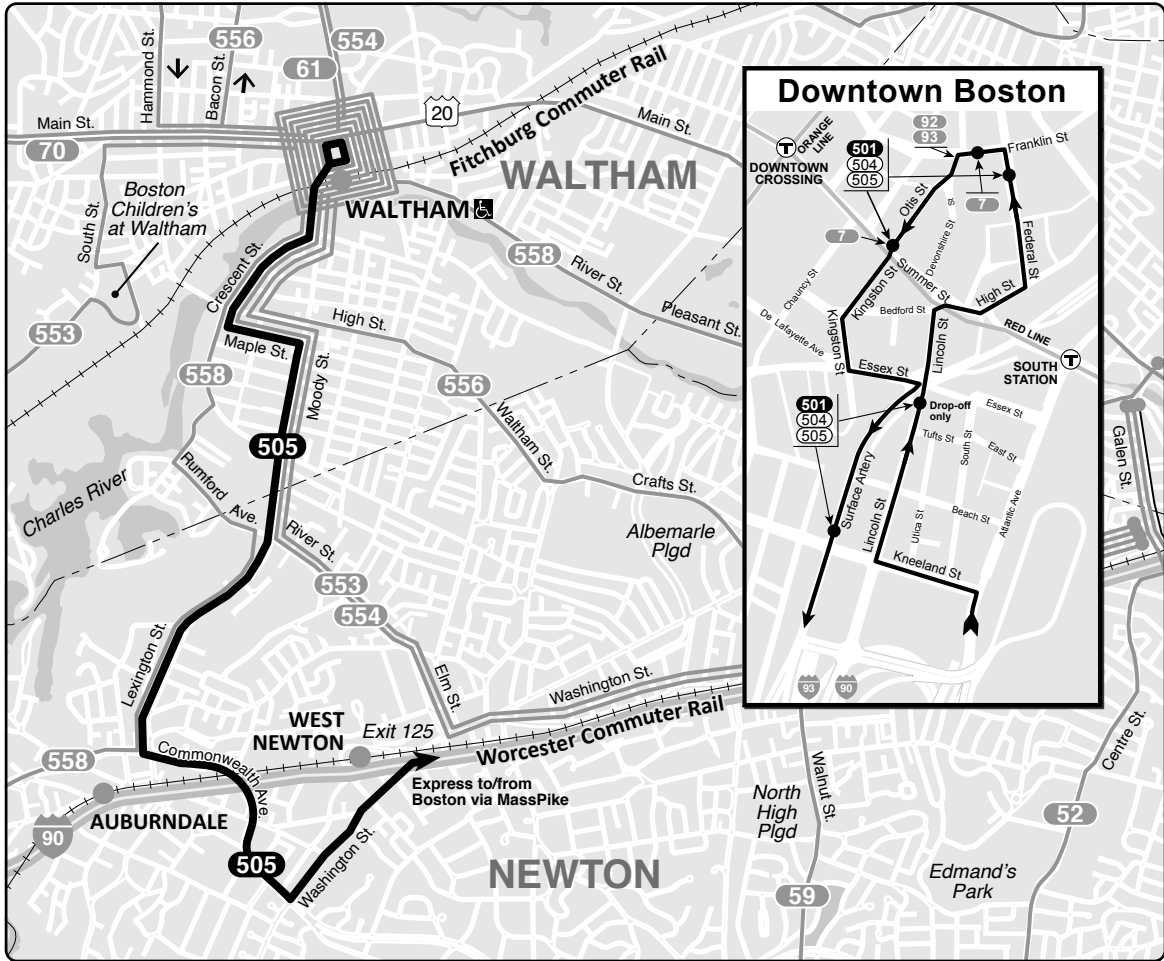 Hammond St.
Bacon St.
556
554
61
20
Fitchburg Commuter Rail
Main St.
Main St.
70
WALTHAM
Boston
Children's
at Waltham
South St.
WALTHAM
558
River St.
Pleasant St.
553
Crescent St.
High St.
Maple St.
558
Moody St.
556
Waltham St.
505
Crafts St.
Charles River
Rumford
Ave.
River St.
Albemarle
Plgd
553
554
Lexington St.
Elm St.
Washington St.
WEST
NEWTON
Exit 125
Worcester Commuter Rail
558
Commonwealth Ave.
Express to/from
Boston via MassPike
AUBURNDALE
90
505
Washington St.
NEWTON
North
High
Plgd
Walnut St.
59
Centre St.
52
Edmand's
Park
Galen St.
Downtown Boston
92
93
ORANGE
LINE
DOWNTOWN
CROSSING
T
501
504
505
Franklin St
7
Otis St
St
Devonshire St
7
Federal St
Summer St
Chauncy St
Kingston St
High St
Bedford St
De Lafayette Ave
Kingston St
Lincoln St
RED LINE
T
SOUTH
STATION
Essex St
501
504
505
Drop-off
only
Essex St
Tufts St
South St
East St
Surface Artery
Lincoln St
Utica St
Beach St
Atlantic Ave
Kneeland St
93
90